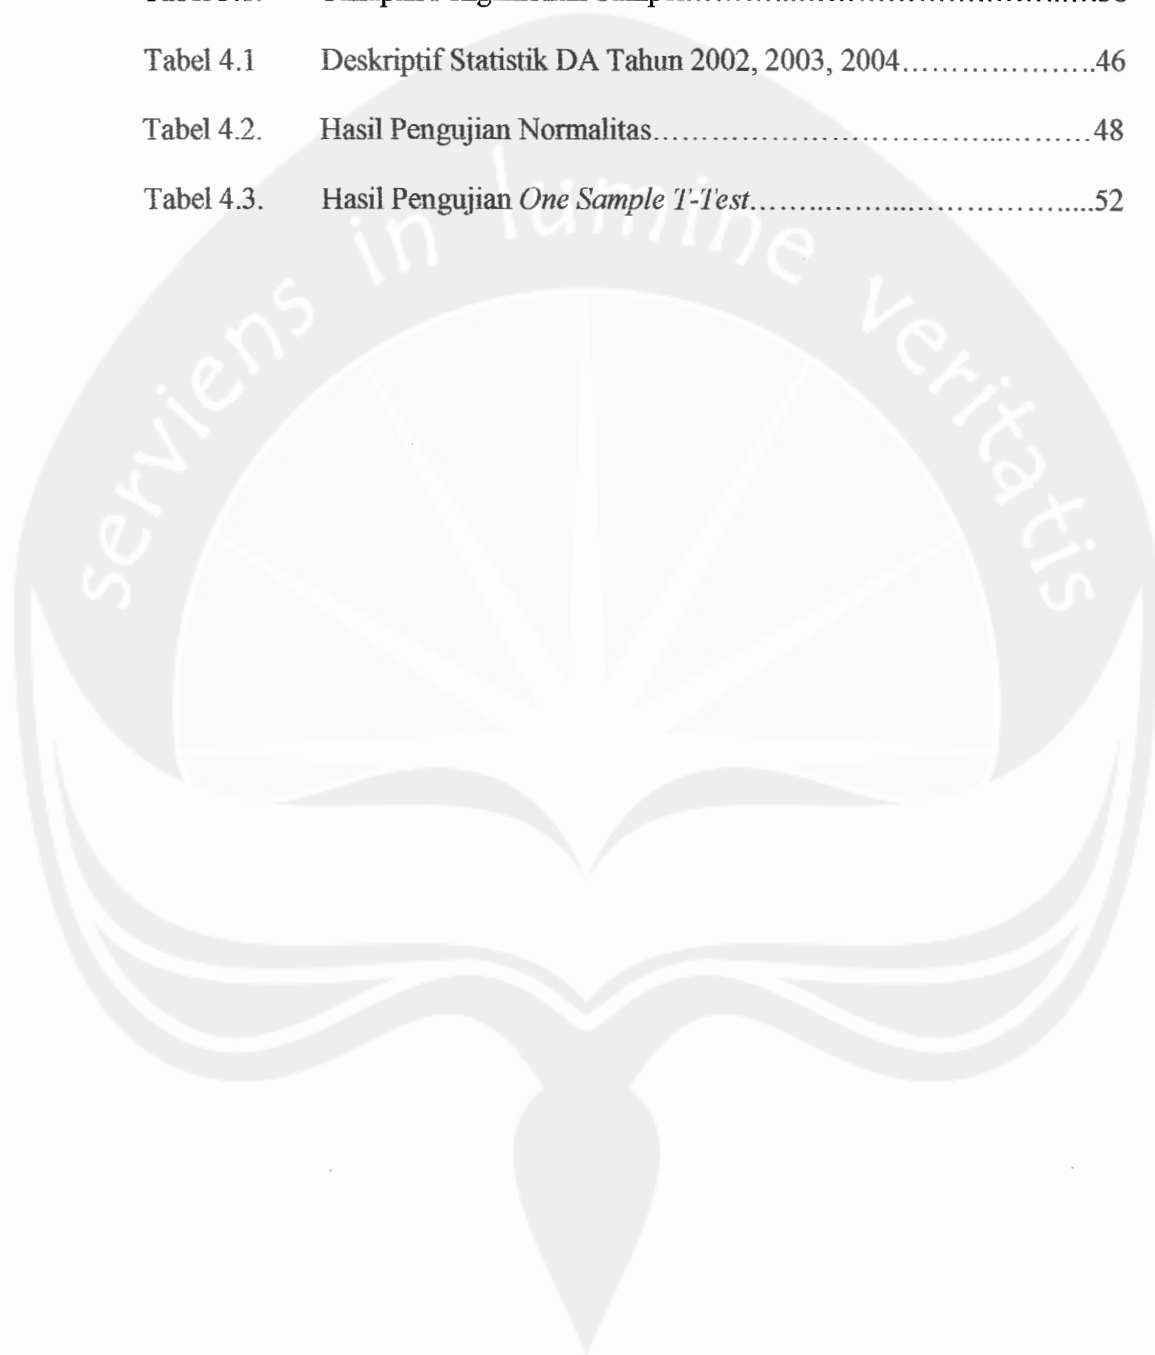 Tabel 4.1 Deskriptif Statistik DA Tahun 2002, 2003, 2004....................46
Tabel 4.2. Hasil Pengujian Normalitas.............................................48
Tabel 4.3. Hasil Pengujian One Sample T-Test...................................52
serviens in lumine veritatis